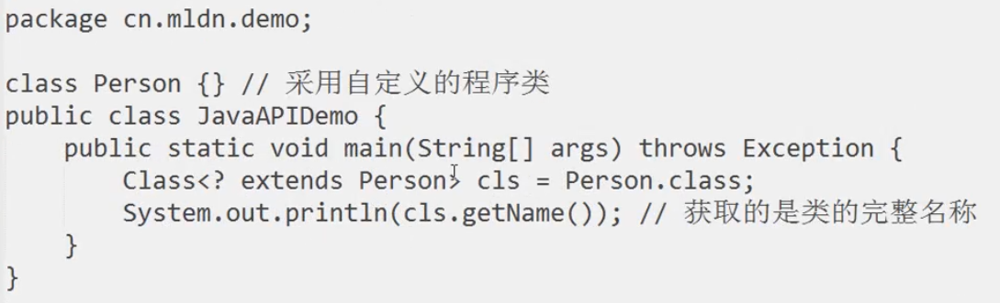 package cn.mldn.demo;
class Person {} // 采用自定义的程序类
public class JavaAPIDemo {
public static void main(String[] args) throws Exception {
Class<? extends Person> cls = Person.class;
System.out.println(cls.getName()); // 获取的是类的完整名称
}
}